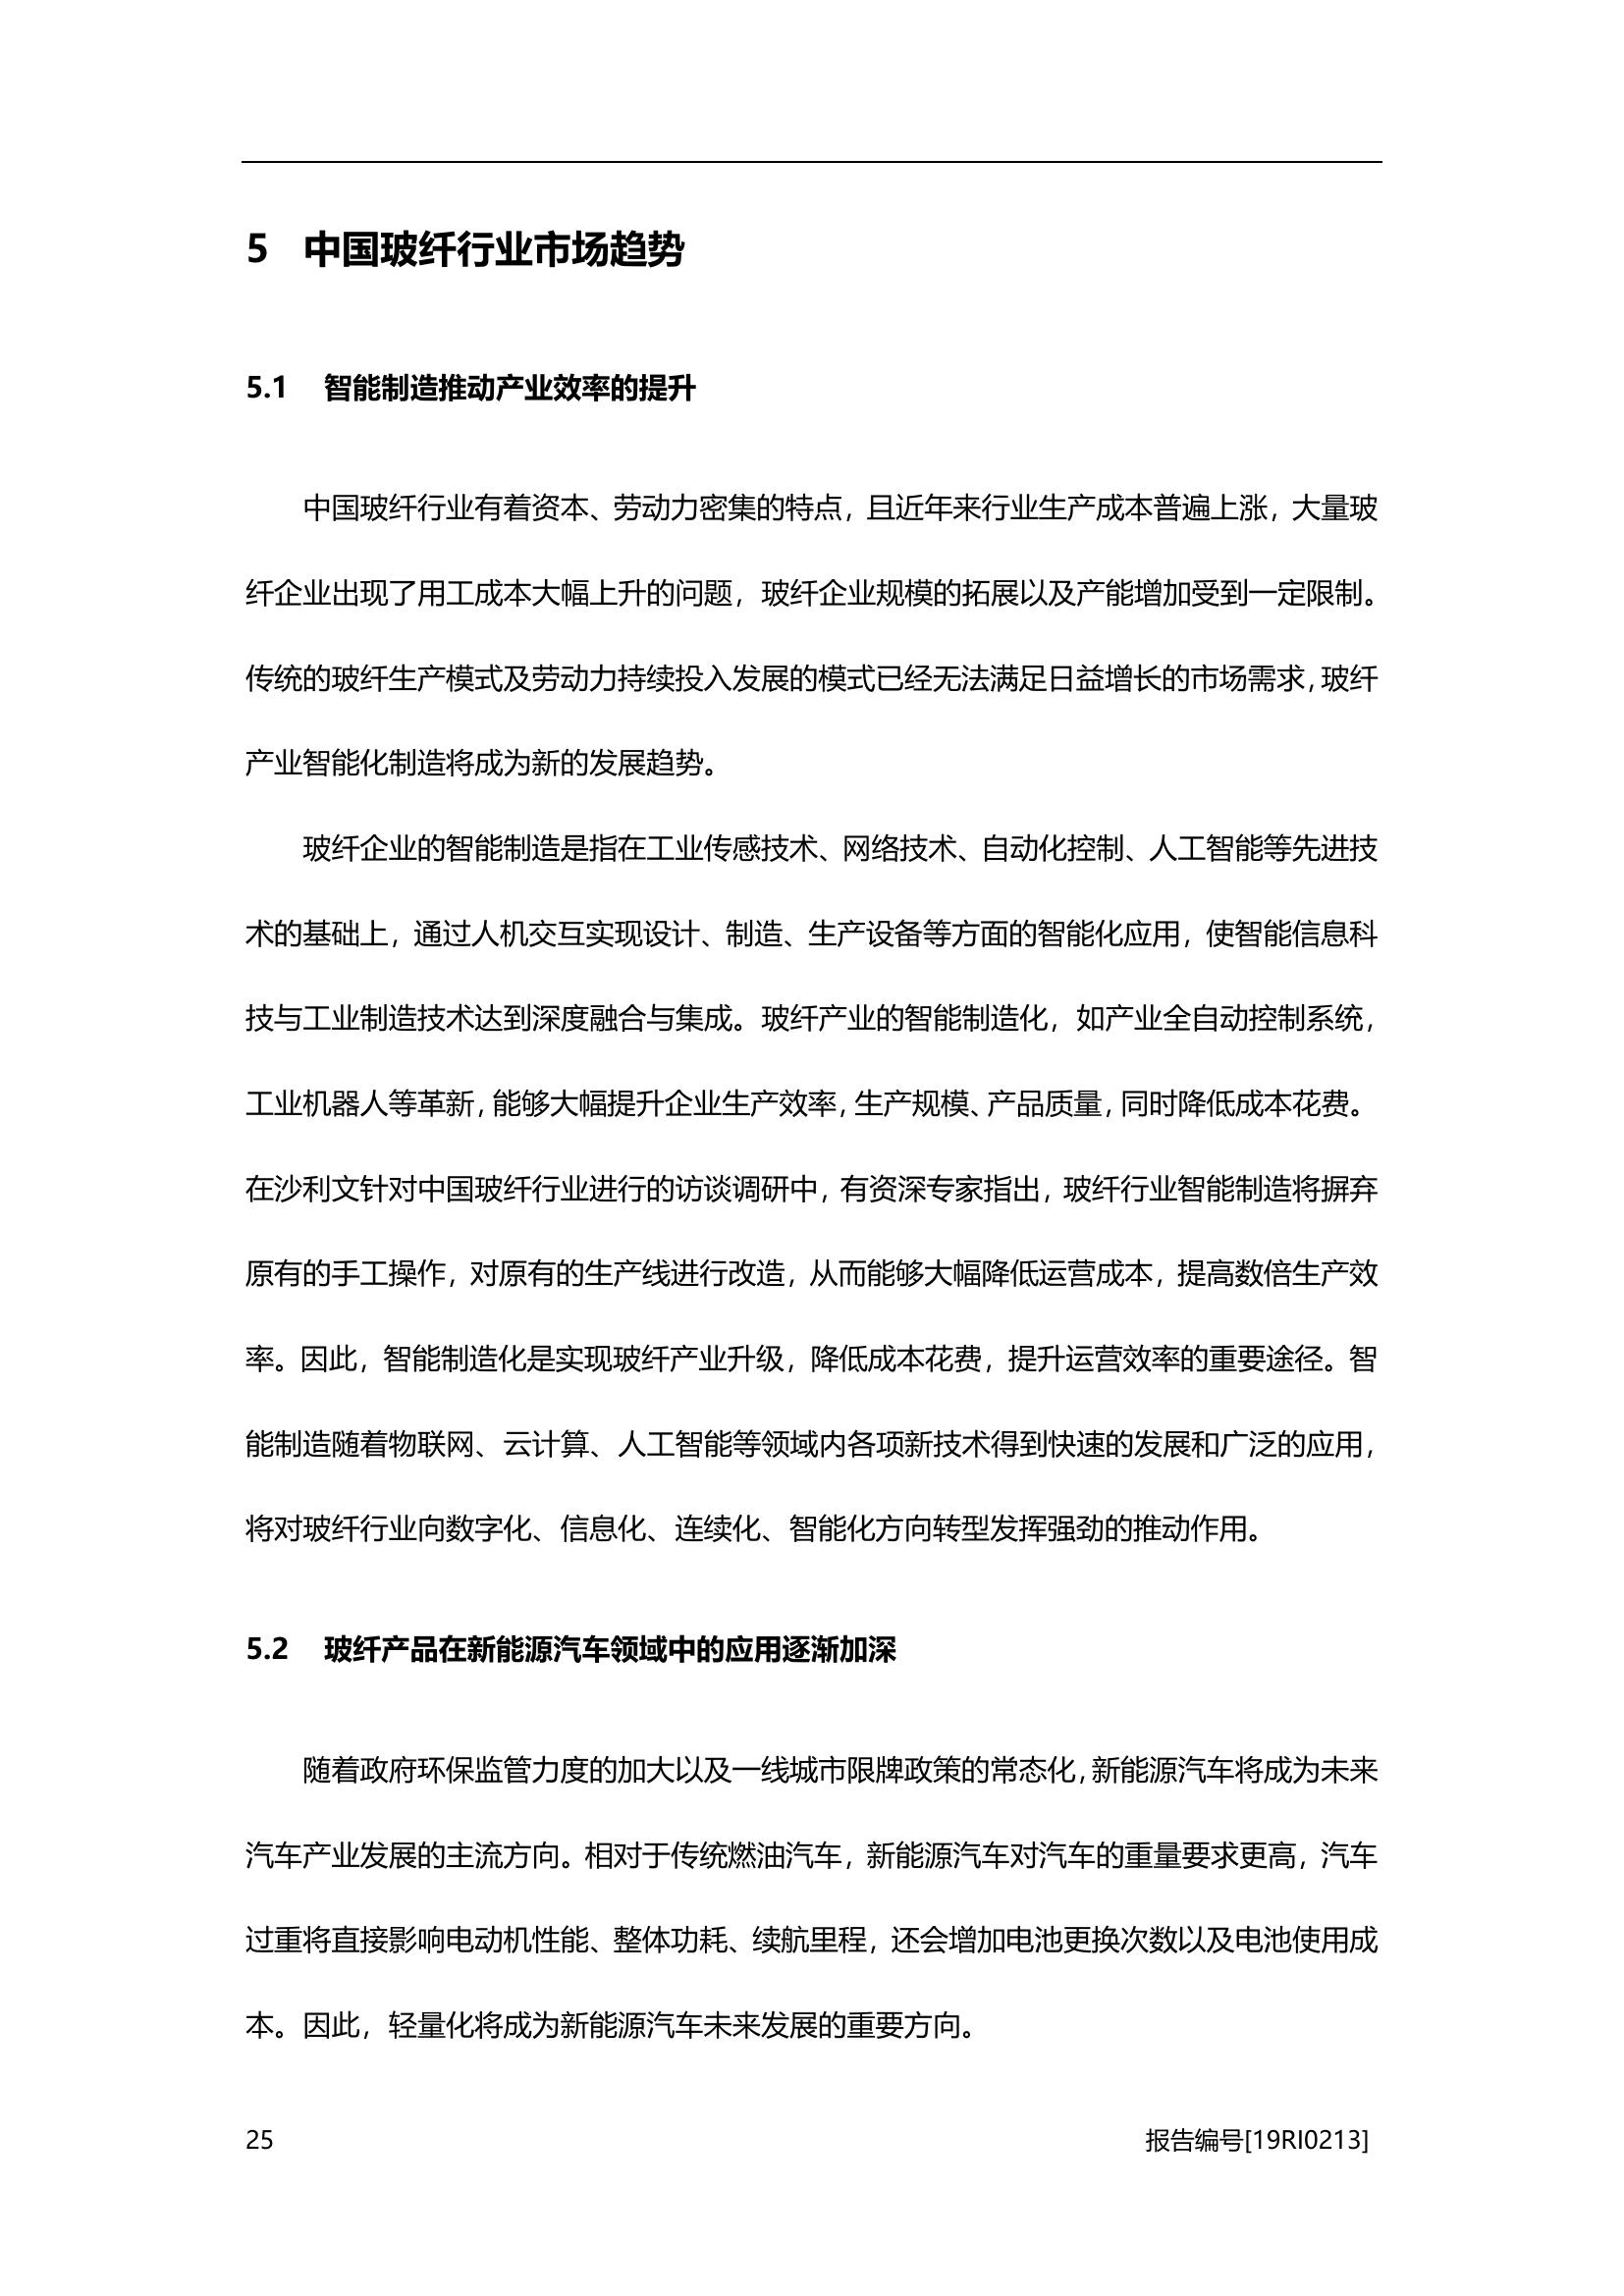 5 中国玻纤行业市场趋势
5.1 智能制造推动产业效率的提升
中国玻纤行业有着资本、劳动力密集的特点，且近年来行业生产成本普遍上涨，大量玻
纤企业出现了用工成本大幅上升的问题，玻纤企业规模的拓展以及产能增加受到一定限制。
传统的玻纤生产模式及劳动力持续投入发展的模式已经无法满足日益增长的市场需求，玻纤
产业智能化制造将成为新的发展趋势。
玻纤企业的智能制造是指在工业传感技术、网络技术、自动化控制、人工智能等先进技
术的基础上，通过人机交互实现设计、制造、生产设备等方面的智能化应用，使智能信息科
技与工业制造技术达到深度融合与集成。玻纤产业的智能制造化，如产业全自动控制系统，
工业机器人等革新，能够大幅提升企业生产效率，生产规模、产品质量，同时降低成本花费。
在沙利文针对中国玻纤行业进行的访谈调研中，有资深专家指出，玻纤行业智能制造将摒弃
原有的手工操作，对原有的生产线进行改造，从而能够大幅降低运营成本，提高数倍生产效
率。因此，智能制造化是实现玻纤产业升级，降低成本花费，提升运营效率的重要途径。智
能制造随着物联网、云计算、人工智能等领域内各项新技术得到快速的发展和广泛的应用，
将对玻纤行业向数字化、信息化、连续化、智能化方向转型发挥强劲的推动作用。
5.2 玻纤产品在新能源汽车领域中的应用逐渐加深
随着政府环保监管力度的加大以及一线城市限牌政策的常态化，新能源汽车将成为未来
汽车产业发展的主流方向。相对于传统燃油汽车，新能源汽车对汽车的重量要求更高，汽车
过重将直接影响电动机性能、整体功耗、续航里程，还会增加电池更换次数以及电池使用成
本。因此，轻量化将成为新能源汽车未来发展的重要方向。
25 报告编号[19RI0213]